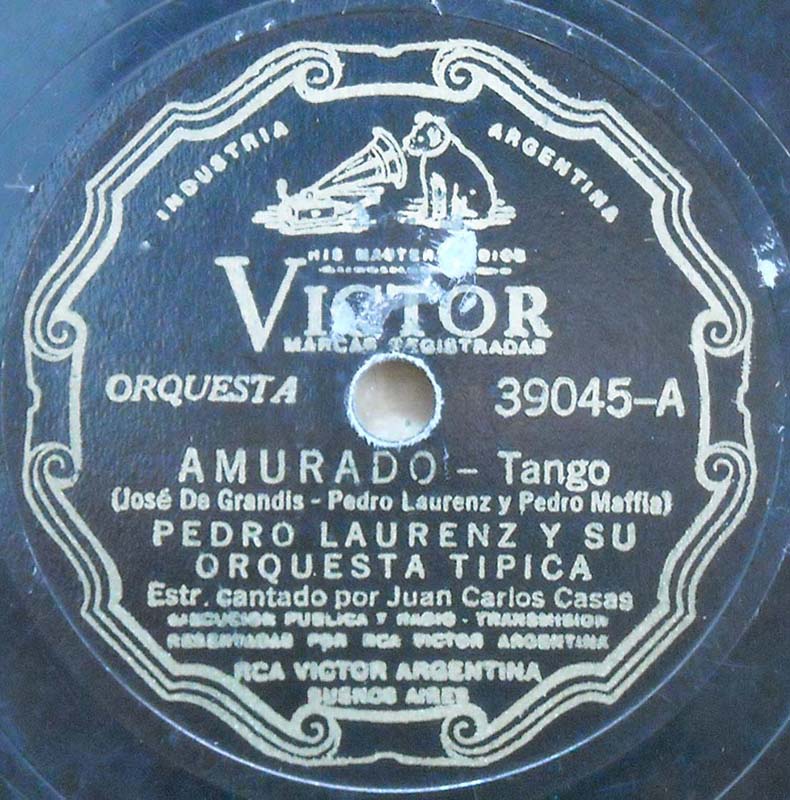 INDUSTRIA ARGENTINA
HIS MASTER
VICTOR
MARCAS REGISTRADAS
ORQUESTA 39045-A
AMURADO - Tango
(José De Grandis - Pedro Laurenz y Pedro Maffia)
PEDRO LAURENZ Y SU
ORQUESTA TIPICA
Estr. cantado por Juan Carlos Casas
EJECUCION PUBLICA Y RADIO - TRANSMISION
RESERVADAS POR RCA VICTOR ARGENTINA
RCA VICTOR ARGENTINA
BUENOS AIRES